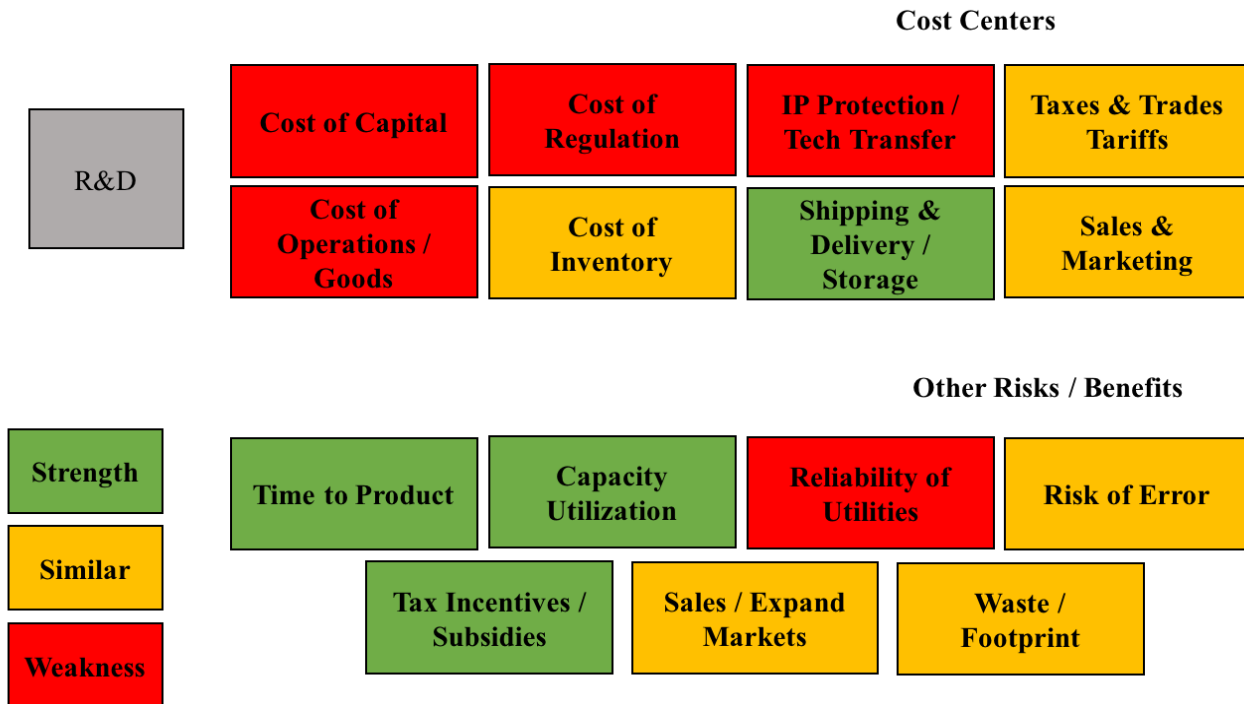 Cost Centers
R&D
Cost of Capital
Cost of
Regulation
IP Protection /
Tech Transfer
Taxes & Trades
Tariffs
Cost of
Operations /
Goods
Cost of
Inventory
Shipping &
Delivery /
Storage
Sales &
Marketing
Other Risks / Benefits
Strength
Similar
Weakness
Time to Product
Capacity
Utilization
Reliability of
Utilities
Risk of Error
Tax Incentives /
Subsidies
Sales / Expand
Markets
Waste /
Footprint